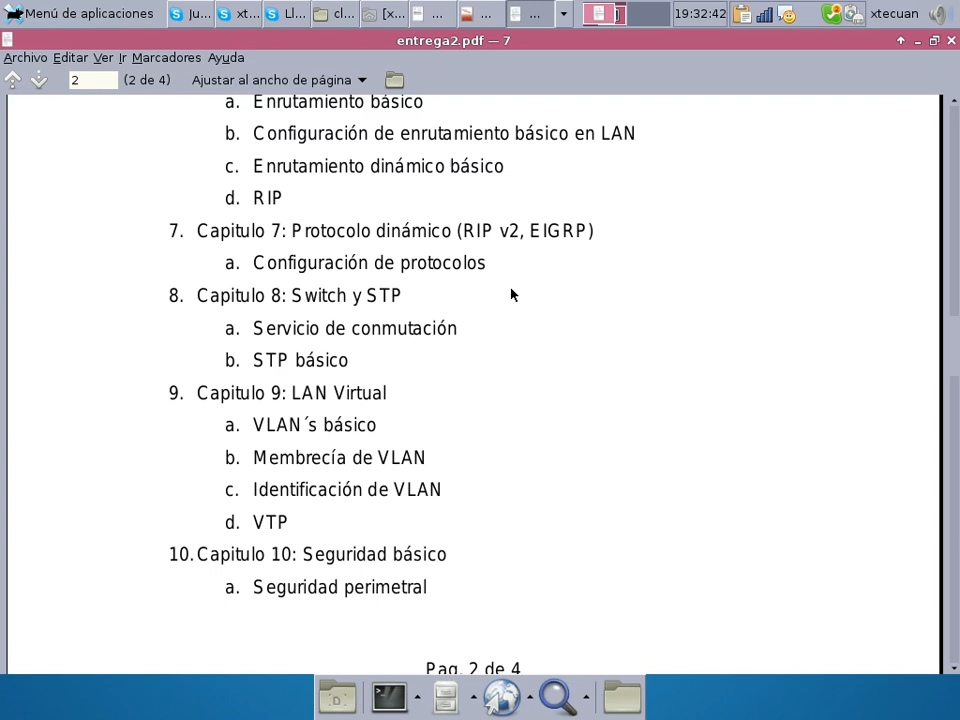 Menú de aplicaciones
Ju...
xt...
Ll...
cl...
[x...
...
...
...
19:32:42
xtecuan
entrega2.pdf — 7
Archivo Editar Ver Ir Marcadores Ayuda
2 (2 de 4) Ajustar al ancho de página
a. Enrutamiento básico
b. Configuración de enrutamiento básico en LAN
c. Enrutamiento dinámico básico
d. RIP
7. Capitulo 7: Protocolo dinámico (RIP v2, EIGRP)
a. Configuración de protocolos
8. Capitulo 8: Switch y STP
a. Servicio de conmutación
b. STP básico
9. Capitulo 9: LAN Virtual
a. VLAN´s básico
b. Membrecía de VLAN
c. Identificación de VLAN
d. VTP
10. Capitulo 10: Seguridad básico
a. Seguridad perimetral
Pag. 2 de 4